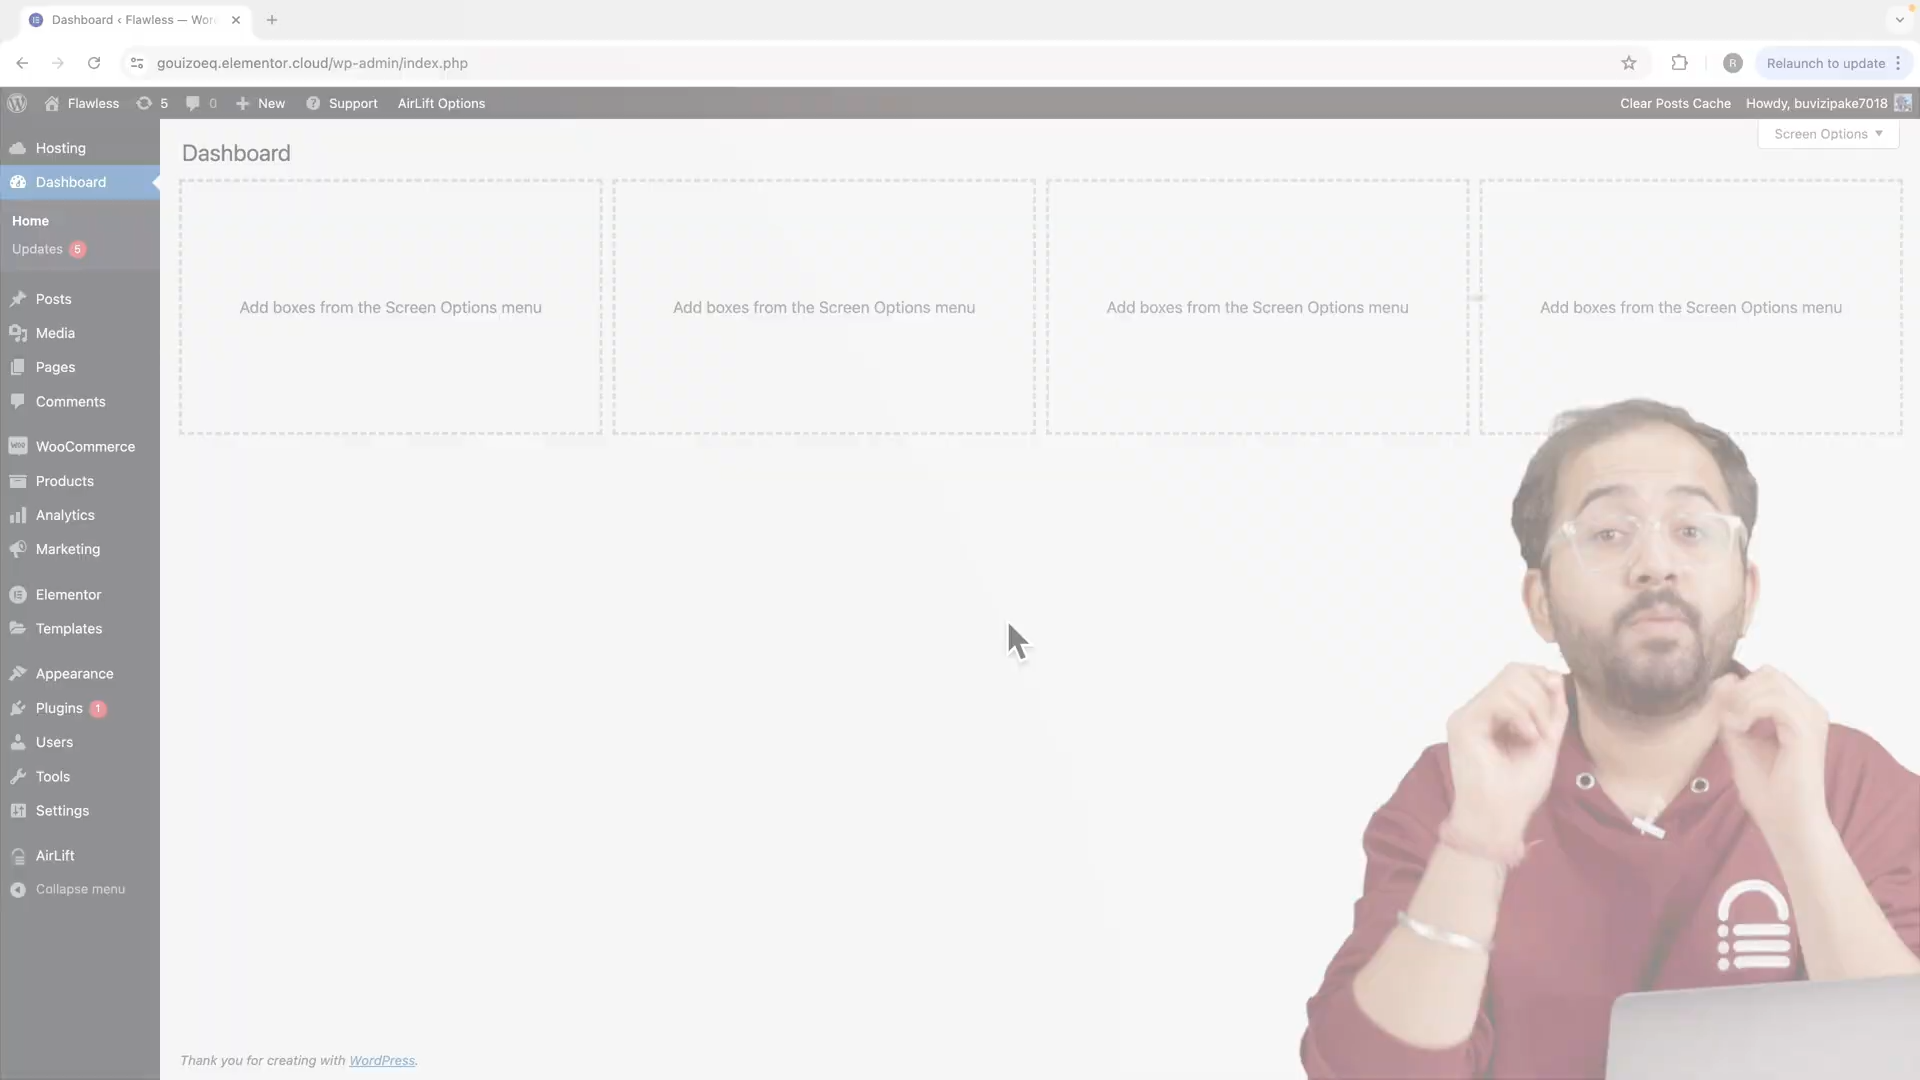 Dashboard ‹ Flawless — Wor
gouizoeq.elementor.cloud/wp-admin/index.php
R
Relaunch to update
Flawless
5
0
New
Support
AirLift Options
Clear Posts Cache
Howdy, buvizipake7018
Hosting
Dashboard
Home
Updates 5
Posts
Media
Pages
Comments
WooCommerce
Products
Analytics
Marketing
Elementor
Templates
Appearance
Plugins 1
Users
Tools
Settings
AirLift
Collapse menu
Screen Options
Dashboard
Add boxes from the Screen Options menu
Add boxes from the Screen Options menu
Add boxes from the Screen Options menu
Add boxes from the Screen Options menu
Thank you for creating with WordPress.